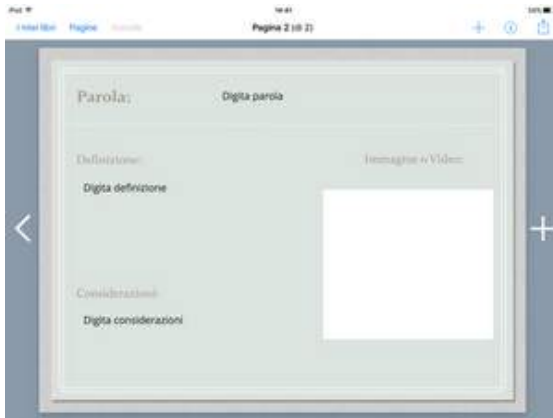 iPad
I miei libri Pagine Annulla Pagina 2 (di 2)
Parola: Digita parola
Definizione: Immagine o Video:
Digita definizione
Considerazioni:
Digita considerazioni